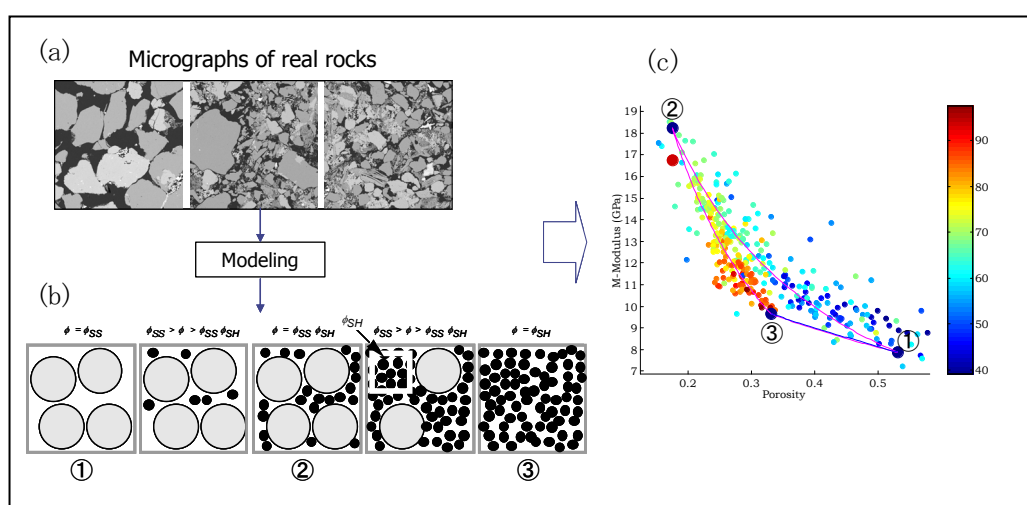 (a)
Micrographs of real rocks
Modeling
(b)
ϕ = ϕSS
ϕSS > ϕ > ϕSS ϕSH
ϕ = ϕSS ϕSH
ϕSH
ϕSS > ϕ > ϕSS ϕSH
ϕ = ϕSH
①
②
③
(c)
M-Modulus (GPa)
19
18
17
16
15
14
13
12
11
10
9
8
7
0.2
0.3
0.4
0.5
Porosity
②
③
①
90
80
70
60
50
40